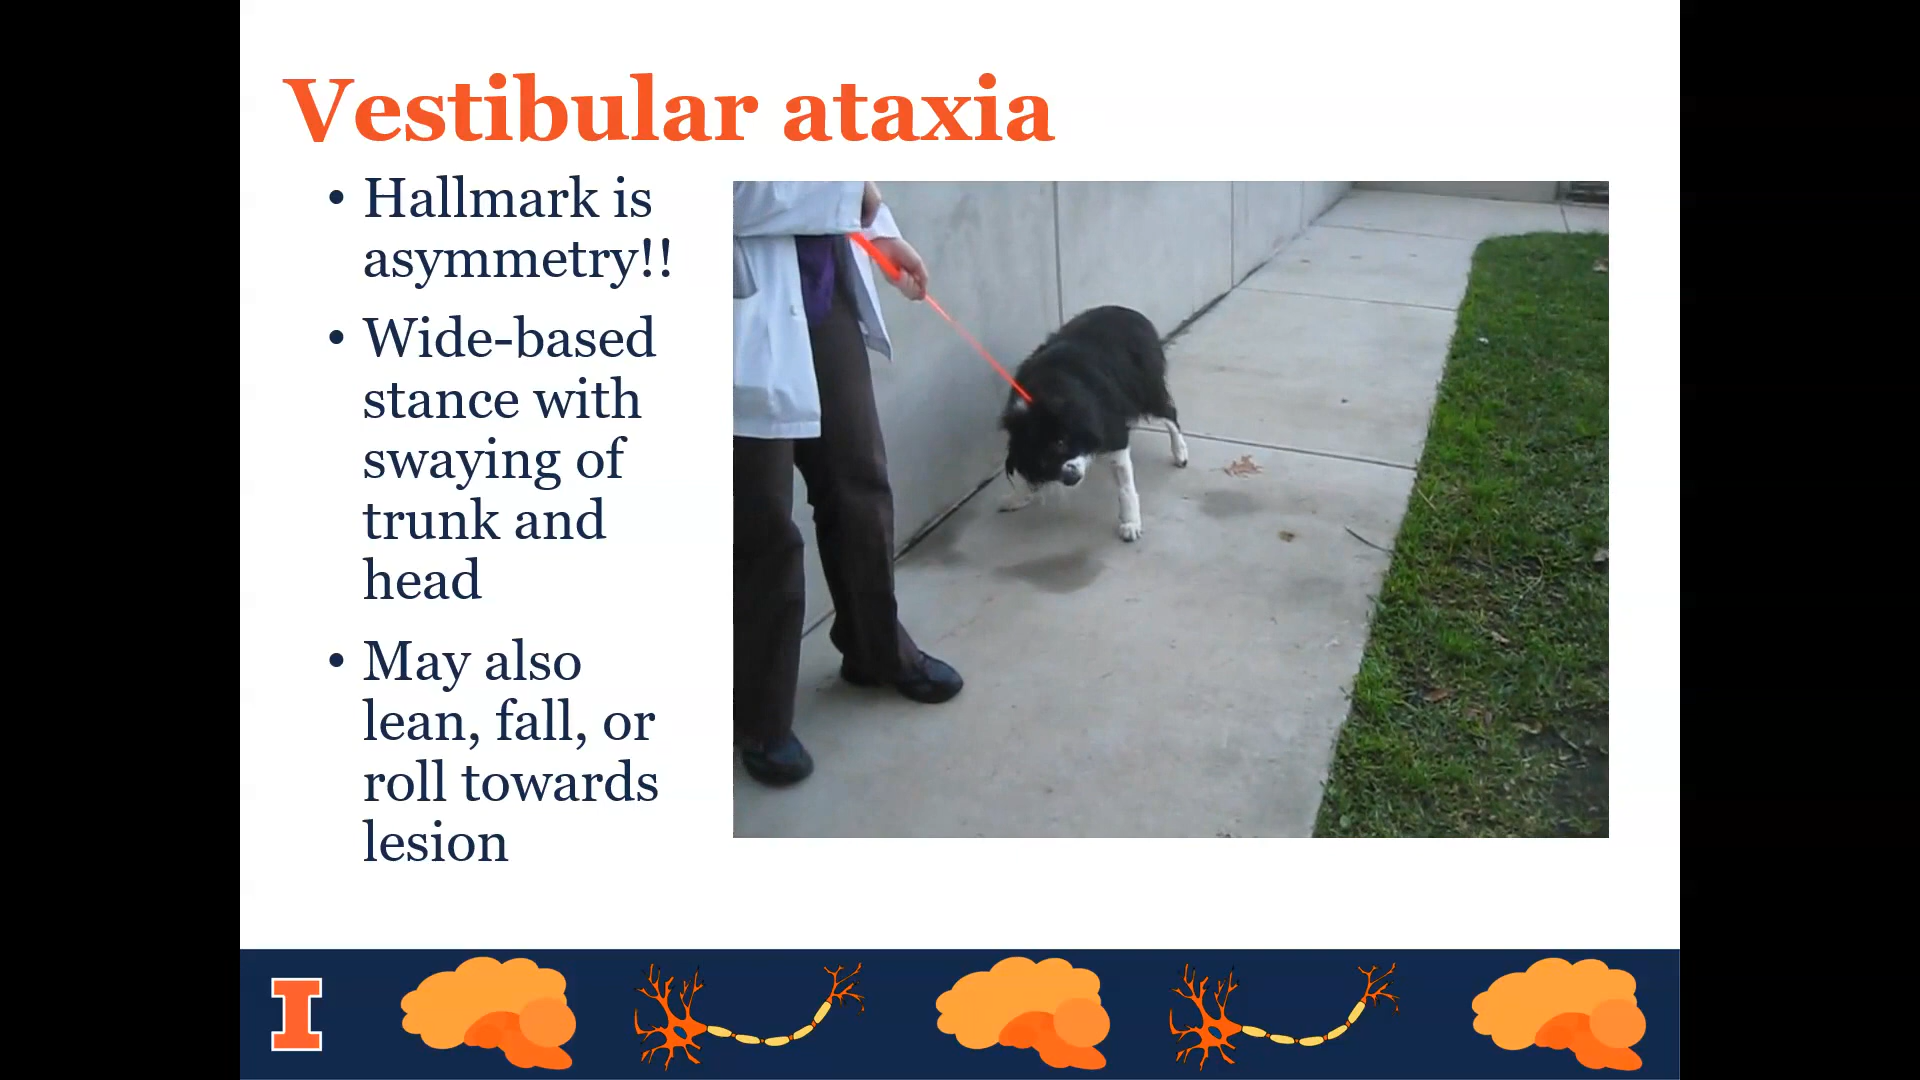 Vestibular ataxia
• Hallmark is
asymmetry!!
• Wide-based
stance with
swaying of
trunk and
head
• May also
lean, fall, or
roll towards
lesion
I